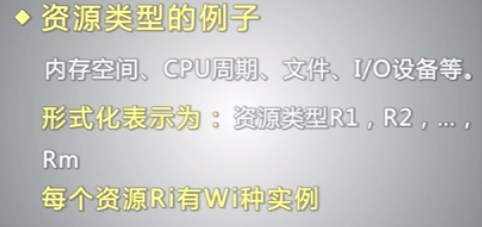 ◆ 资源类型的例子
内存空间、CPU周期、文件、I/O设备等。
形式化表示为：资源类型R1，R2，...，
Rm
每个资源Ri有Wi种实例